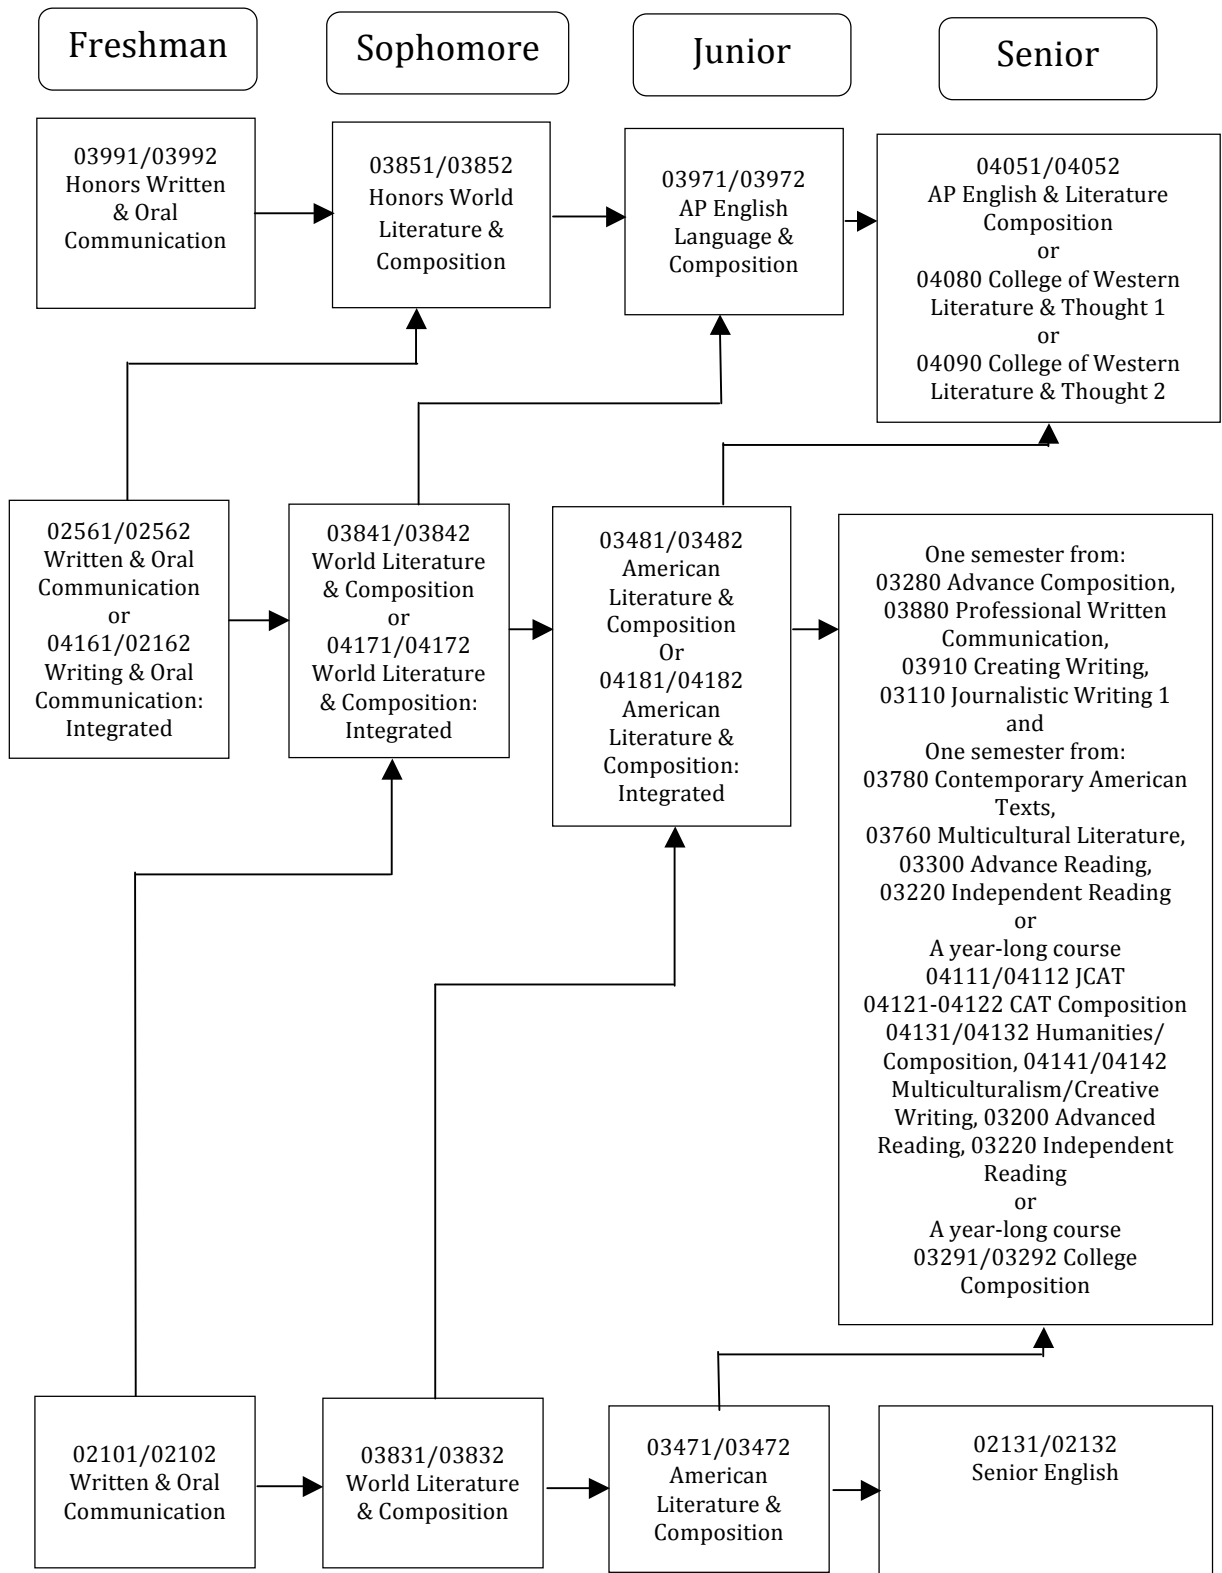 Freshman
Sophomore
Junior
Senior
03991/03992
Honors Written
& Oral
Communication
03851/03852
Honors World
Literature &
Composition
03971/03972
AP English
Language &
Composition
04051/04052
AP English & Literature
Composition
or
04080 College of Western
Literature & Thought 1
or
04090 College of Western
Literature & Thought 2
02561/02562
Written & Oral
Communication
or
04161/02162
Writing & Oral
Communication:
Integrated
03841/03842
World Literature
& Composition
or
04171/04172
World Literature
& Composition:
Integrated
03481/03482
American
Literature &
Composition
Or
04181/04182
American
Literature &
Composition:
Integrated
One semester from:
03280 Advance Composition,
03880 Professional Written
Communication,
03910 Creating Writing,
03110 Journalistic Writing 1
and
One semester from:
03780 Contemporary American
Texts,
03760 Multicultural Literature,
03300 Advance Reading,
03220 Independent Reading
or
A year-long course
04111/04112 JCAT
04121-04122 CAT Composition
04131/04132 Humanities/
Composition, 04141/04142
Multiculturalism/Creative
Writing, 03200 Advanced
Reading, 03220 Independent
Reading
or
A year-long course
03291/03292 College
Composition
02101/02102
Written & Oral
Communication
03831/03832
World Literature
& Composition
03471/03472
American
Literature &
Composition
02131/02132
Senior English